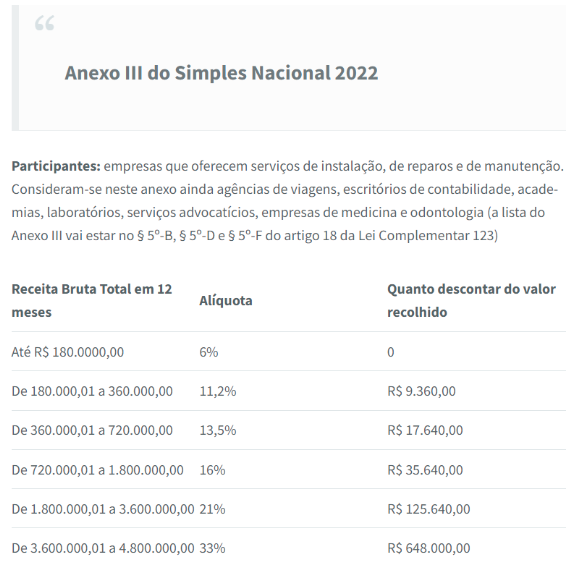 “
Anexo III do Simples Nacional 2022
Participantes: empresas que oferecem serviços de instalação, de reparos e de manutenção.
Consideram-se neste anexo ainda agências de viagens, escritórios de contabilidade, acade-
mias, laboratórios, serviços advocatícios, empresas de medicina e odontologia (a lista do
Anexo III vai estar no § 5º-B, § 5º-D e § 5º-F do artigo 18 da Lei Complementar 123)
Receita Bruta Total em 12 meses Alíquota Quanto descontar do valor recolhido
Até R$ 180.0000,00 6% 0
De 180.000,01 a 360.000,00 11,2% R$ 9.360,00
De 360.000,01 a 720.000,00 13,5% R$ 17.640,00
De 720.000,01 a 1.800.000,00 16% R$ 35.640,00
De 1.800.000,01 a 3.600.000,00 21% R$ 125.640,00
De 3.600.000,01 a 4.800.000,00 33% R$ 648.000,00